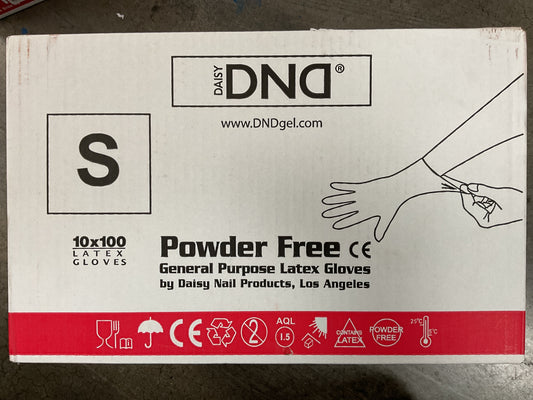 DAISY
DND®
www.DNDgel.com
S
10x100
LATEX
GLOVES
Powder Free CE
General Purpose Latex Gloves
by Daisy Nail Products, Los Angeles
CE
2
AQL
1.5
CONTAINS
LATEX
POWDER
FREE
25°C